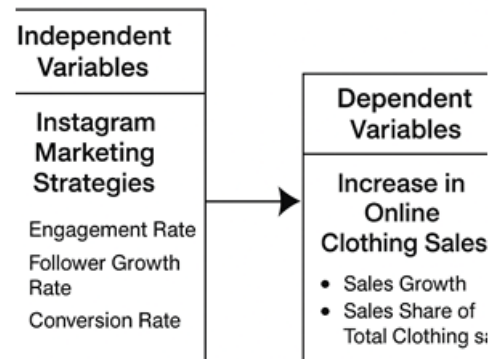 Independent
Variables
Instagram
Marketing
Strategies
Engagement Rate
Follower Growth
Rate
Conversion Rate
Dependent
Variables
Increase in
Online
Clothing Sales
• Sales Growth
• Sales Share of
Total Clothing